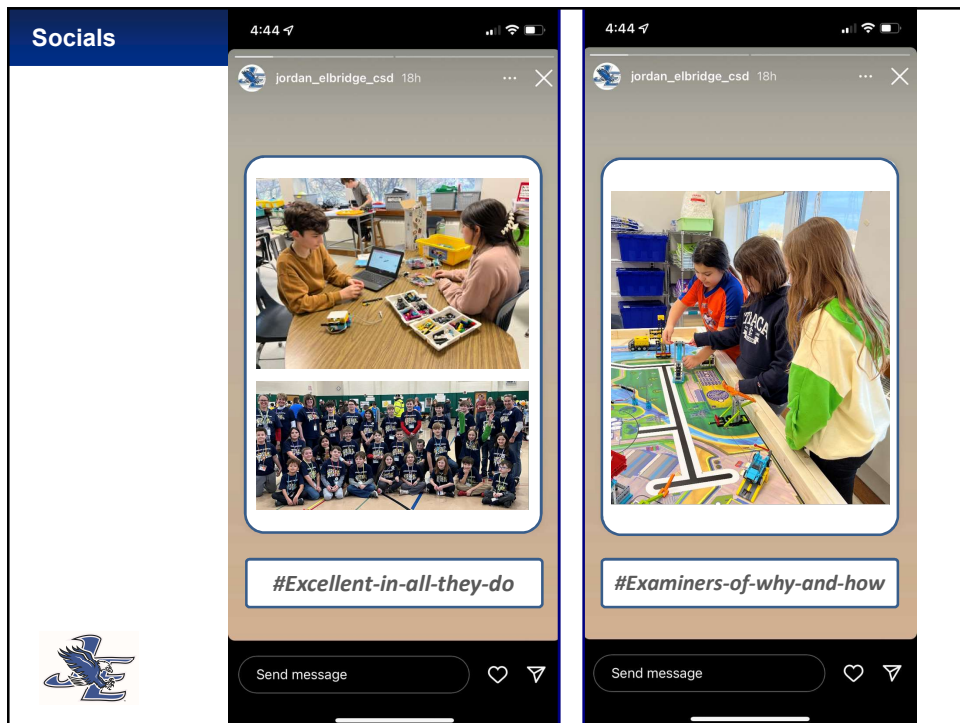 Socials
4:44
jordan_elbridge_csd 18h
#Excellent-in-all-they-do
Send message
4:44
jordan_elbridge_csd 18h
ITHACA
#Examiners-of-why-and-how
Send message